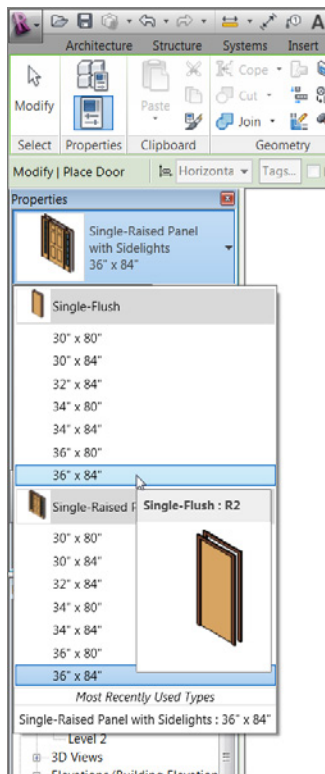 A
Architecture Structure Systems Insert
Modify
Paste
Cope
Cut
Join
Select Properties Clipboard Geometry
Modify | Place Door Horizonta Tags...
Properties
Single-Raised Panel
with Sidelights
36" x 84"
Single-Flush
30" x 80"
30" x 84"
32" x 84"
34" x 80"
34" x 84"
36" x 80"
36" x 84"
Single-Raised
Single-Flush : R2
30" x 80"
30" x 84"
32" x 84"
34" x 80"
34" x 84"
36" x 80"
36" x 84"
Most Recently Used Types
Single-Raised Panel with Sidelights : 36" x 84"
Level 2
3D Views